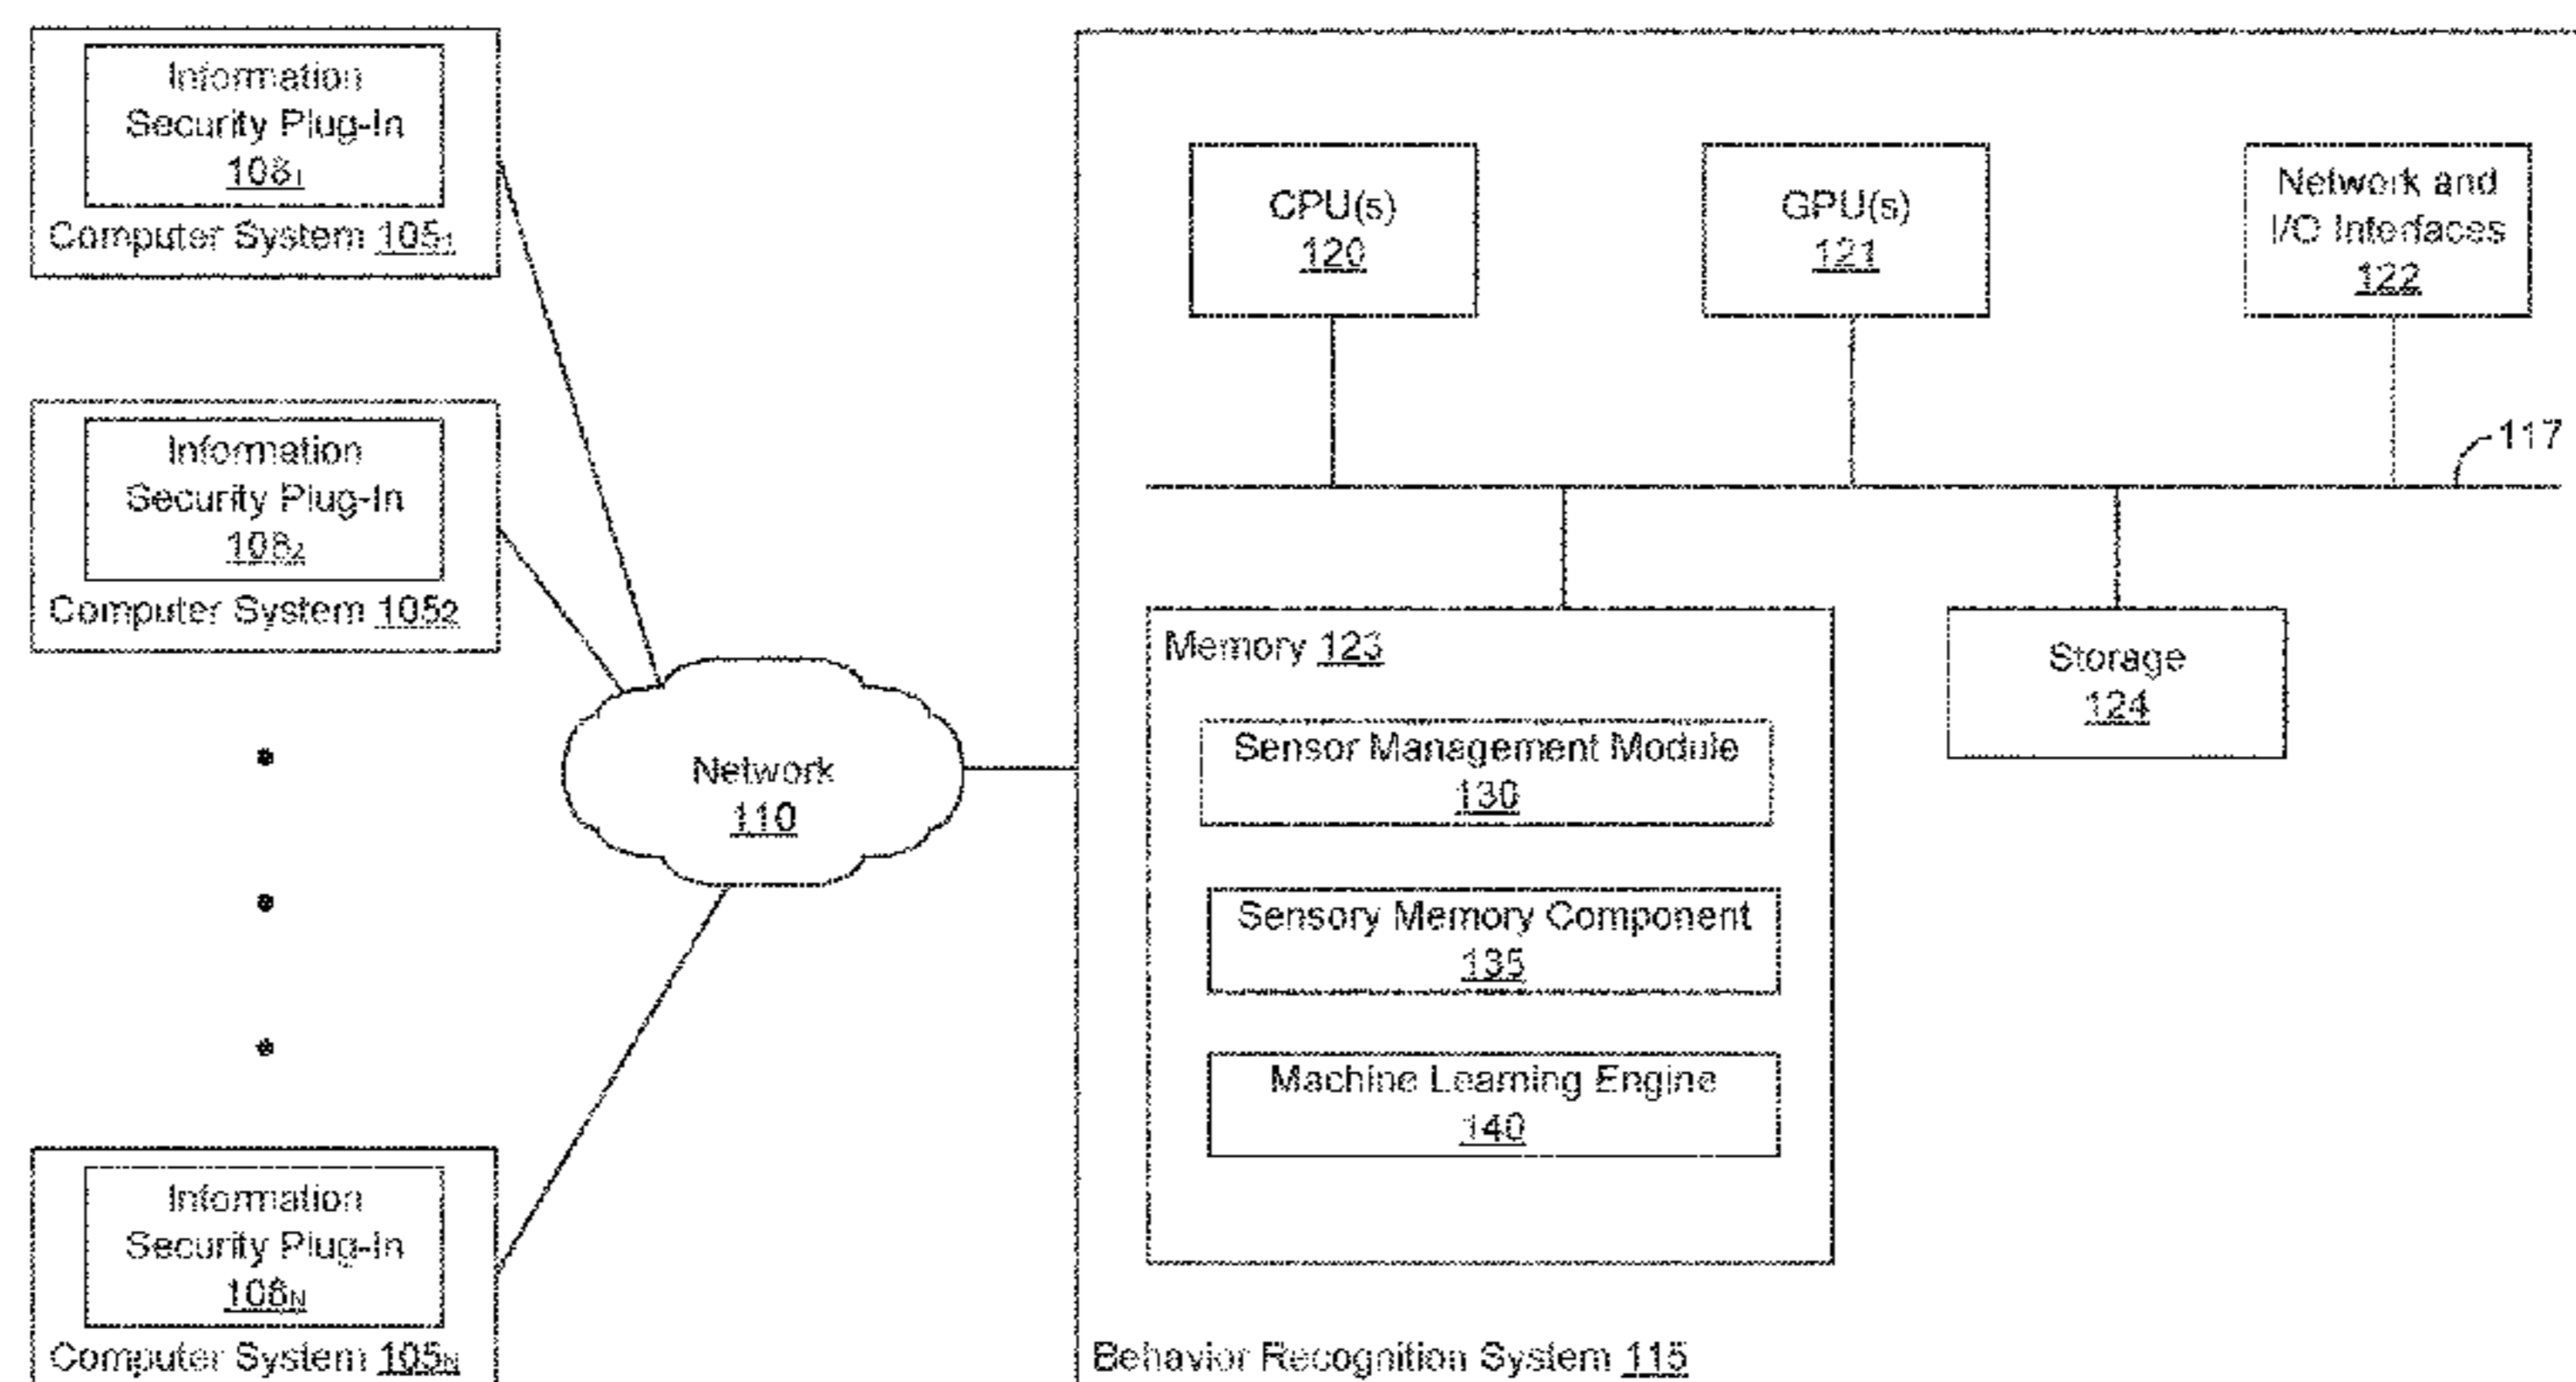 Information
Security Plug-In
108₁
Computer System 105₁
Information
Security Plug-In
108₂
Computer System 105₂
Network
110
Information
Security Plug-In
108N
Computer System 105N
CPU(s)
120
GPU(s)
121
Network and
I/O Interfaces
122
117
Memory 123
Sensor Management Module
130
Sensory Memory Component
135
Machine Learning Engine
140
Storage
124
Behavior Recognition System 115